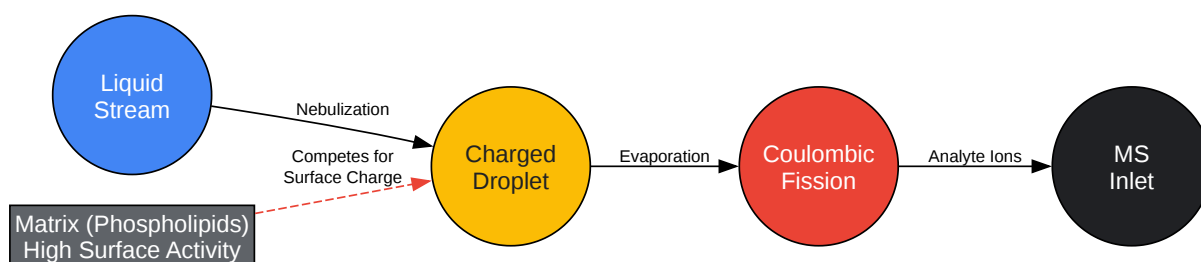 Liquid
Stream
Nebulization
Competes for
Surface Charge
Matrix (Phospholipids)
High Surface Activity
Charged
Droplet
Evaporation
Coulombic
Fission
Analyte Ions
MS
Inlet